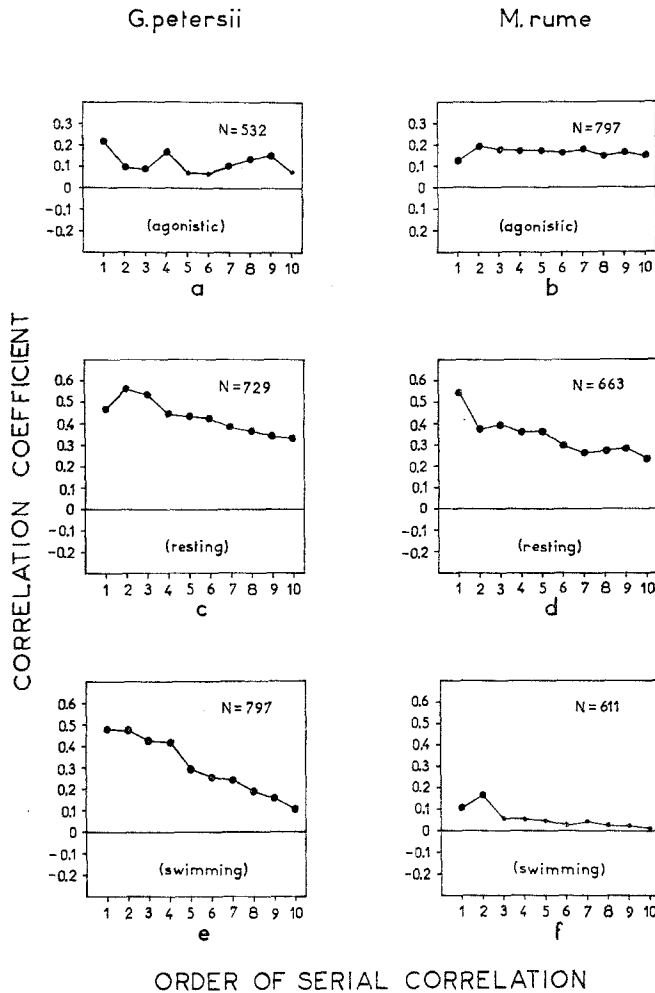 G.petersii
M.rume
0.3
0.2
0.1
0
-0.1
-0.2
N=532
(agonistic)
1 2 3 4 5 6 7 8 9 10
a
0.3
0.2
0.1
0
-0.1
-0.2
N=797
(agonistic)
1 2 3 4 5 6 7 8 9 10
b
CORRELATION COEFFICIENT
0.6
0.5
0.4
0.3
0.2
0.1
0
-0.1
-0.2
N=729
(resting)
1 2 3 4 5 6 7 8 9 10
c
0.6
0.5
0.4
0.3
0.2
0.1
0
-0.1
-0.2
N=663
(resting)
1 2 3 4 5 6 7 8 9 10
d
0.6
0.5
0.4
0.3
0.2
0.1
0
-0.1
-0.2
N=797
(swimming)
1 2 3 4 5 6 7 8 9 10
e
0.6
0.5
0.4
0.3
0.2
0.1
0
-0.1
-0.2
N=611
(swimming)
1 2 3 4 5 6 7 8 9 10
f
ORDER OF SERIAL CORRELATION